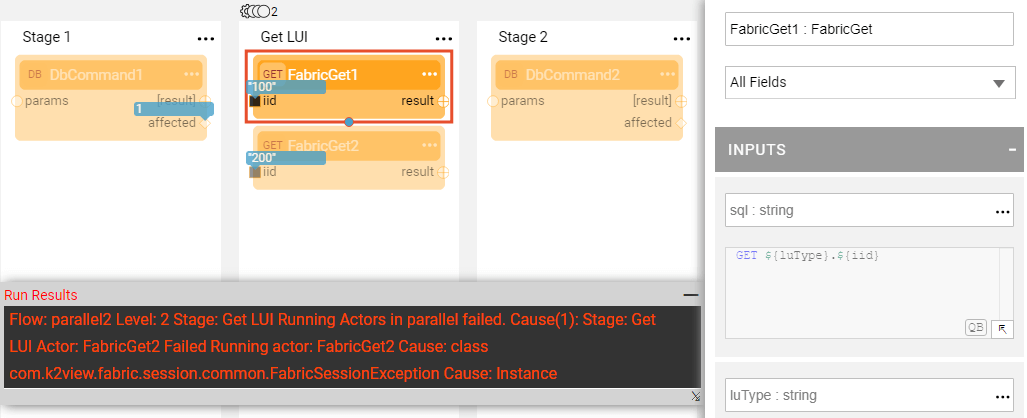 2
Stage 1
...
Get LUI
...
Stage 2
...
DB DbCommand1 ...
params [result]
1
affected
GET FabricGet1 ...
"100"
iid result
GET FabricGet2
"200"
iid result
DB DbCommand2 ...
params [result]
affected
Run Results
Flow: parallel2 Level: 2 Stage: Get LUI Running Actors in parallel failed. Cause(1): Stage: Get
LUI Actor: FabricGet2 Failed Running actor: FabricGet2 Cause: class
com.k2view.fabric.session.common.FabricSessionException Cause: Instance
FabricGet1 : FabricGet
All Fields
INPUTS -
sql : string ...
GET ${luType}.${iid}
QB
luType : string ...